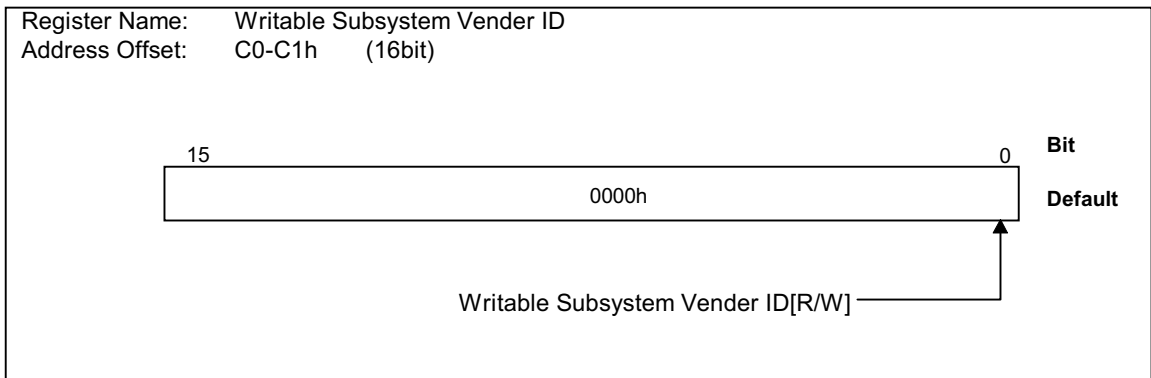 Register Name: Writable Subsystem Vender ID
Address Offset: C0-C1h (16bit)
15 0 Bit
0000h Default
Writable Subsystem Vender ID[R/W]